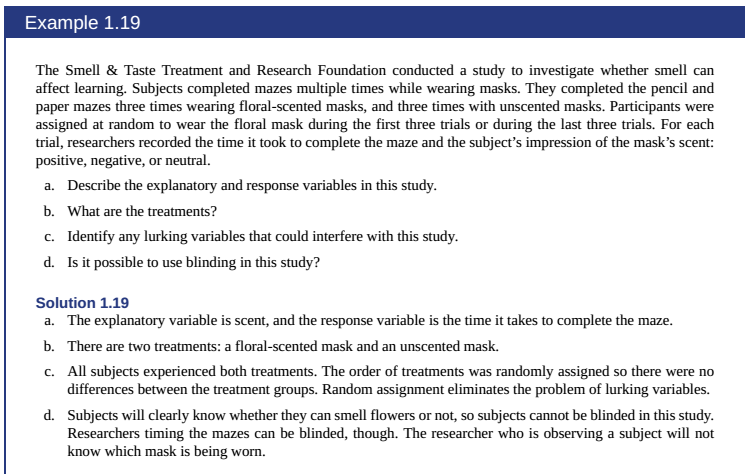 Example 1.19
The Smell & Taste Treatment and Research Foundation conducted a study to investigate whether smell can
affect learning. Subjects completed mazes multiple times while wearing masks. They completed the pencil and
paper mazes three times wearing floral-scented masks, and three times with unscented masks. Participants were
assigned at random to wear the floral mask during the first three trials or during the last three trials. For each
trial, researchers recorded the time it took to complete the maze and the subject’s impression of the mask’s scent:
positive, negative, or neutral.
a. Describe the explanatory and response variables in this study.
b. What are the treatments?
c. Identify any lurking variables that could interfere with this study.
d. Is it possible to use blinding in this study?
Solution 1.19
a. The explanatory variable is scent, and the response variable is the time it takes to complete the maze.
b. There are two treatments: a floral-scented mask and an unscented mask.
c. All subjects experienced both treatments. The order of treatments was randomly assigned so there were no
differences between the treatment groups. Random assignment eliminates the problem of lurking variables.
d. Subjects will clearly know whether they can smell flowers or not, so subjects cannot be blinded in this study.
Researchers timing the mazes can be blinded, though. The researcher who is observing a subject will not
know which mask is being worn.